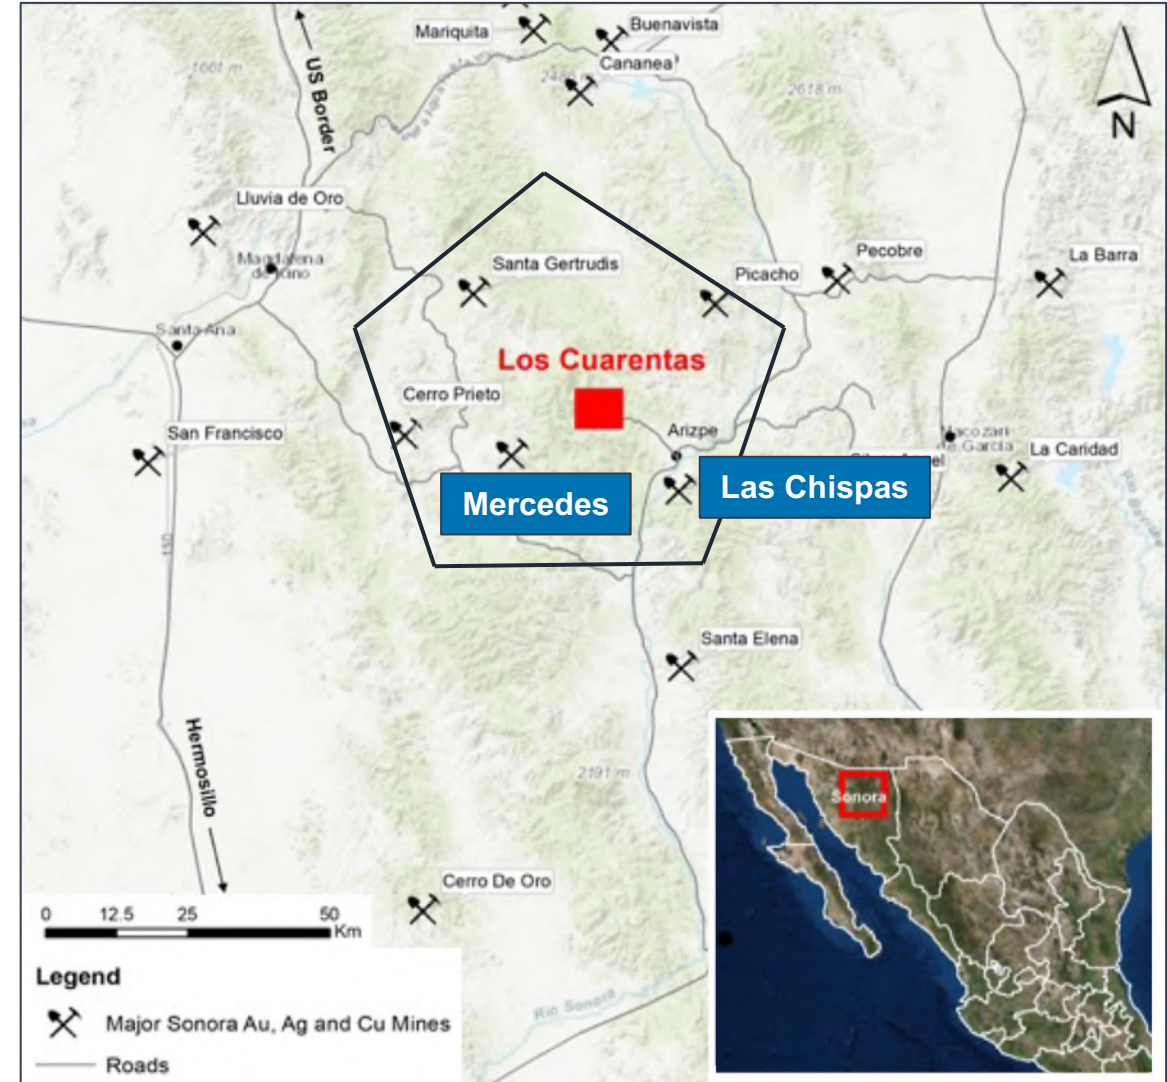 Mariquita
Buenavista
Cananea¹
1661 m
2618 m
US Border
N
Lluvia de Oro
Magdalena
de Kino
Santa Gertrudis
Picacho
Pecobre
La Barra
Santa Ana
Los Cuarentas
Cerro Prieto
San Francisco
Arizpe
Nacozari
de García
La Caridad
Mercedes
Las Chispas
Santa Elena
Hermosillo
2191 m
Sonora
Cerro De Oro
0 12.5 25 50
Km
Rio Sonora
Legend
Major Sonora Au, Ag and Cu Mines
Roads